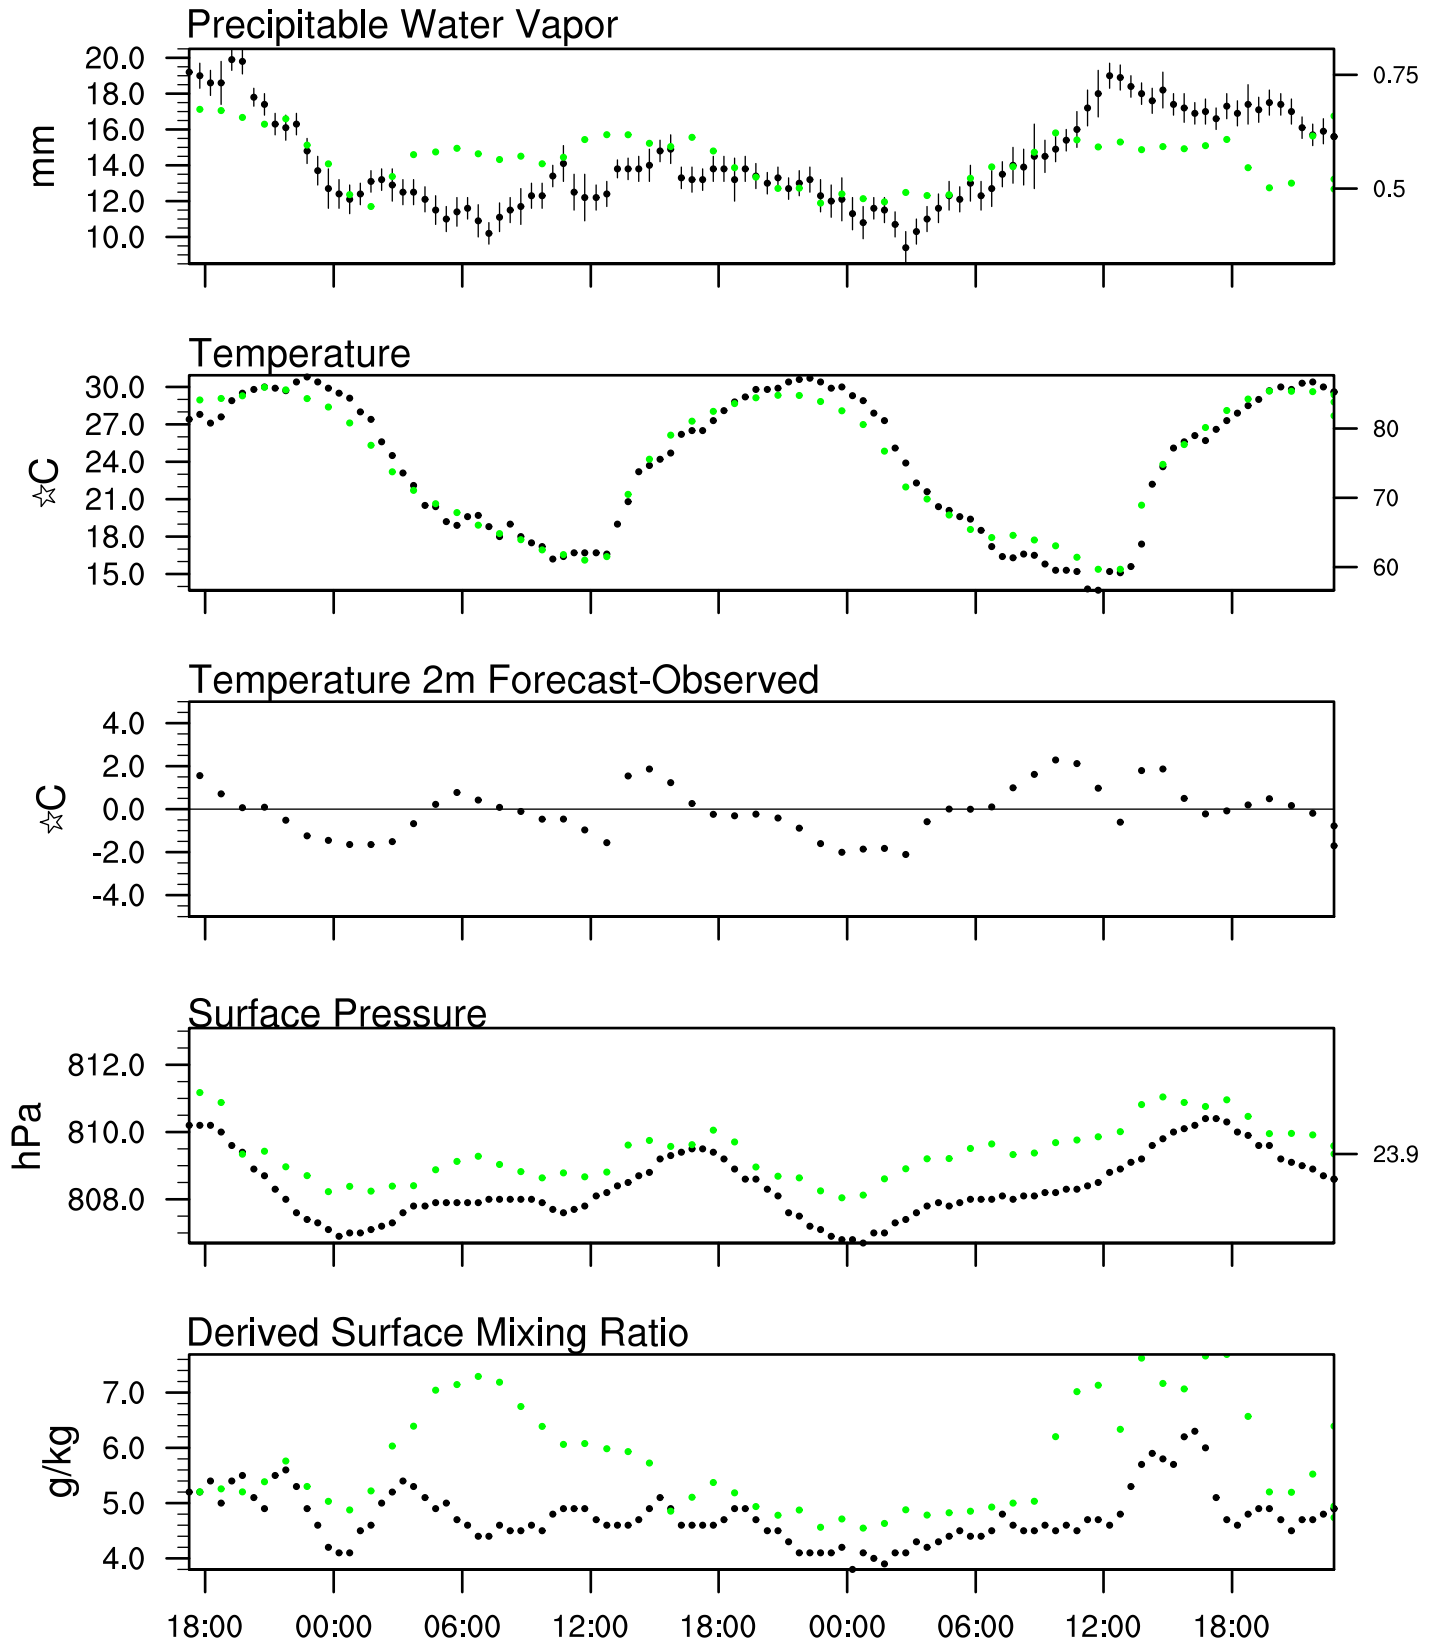 Precipitable Water Vapor
20.0
18.0
16.0
14.0
12.0
10.0
mm
0.75
0.5
Temperature
30.0
27.0
24.0
21.0
18.0
15.0
☆C
80
70
60
Temperature 2m Forecast-Observed
4.0
2.0
0.0
-2.0
-4.0
☆C
Surface Pressure
812.0
810.0
808.0
hPa
23.9
Derived Surface Mixing Ratio
7.0
6.0
5.0
4.0
g/kg
18:00 00:00 06:00 12:00 18:00 00:00 06:00 12:00 18:00